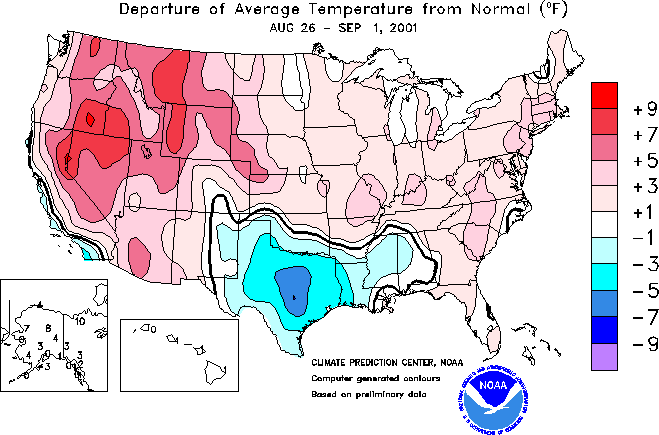 Departure of Average Temperature from Normal (°F)
AUG 26 - SEP 1, 2001
+9
+7
+5
+3
+1
-1
-3
-5
-7
-9
10
7 8
9 4
3 3
4 0 4 3
3
0
0
CLIMATE PREDICTION CENTER, NOAA
Computer generated contours
Based on preliminary data
NOAA